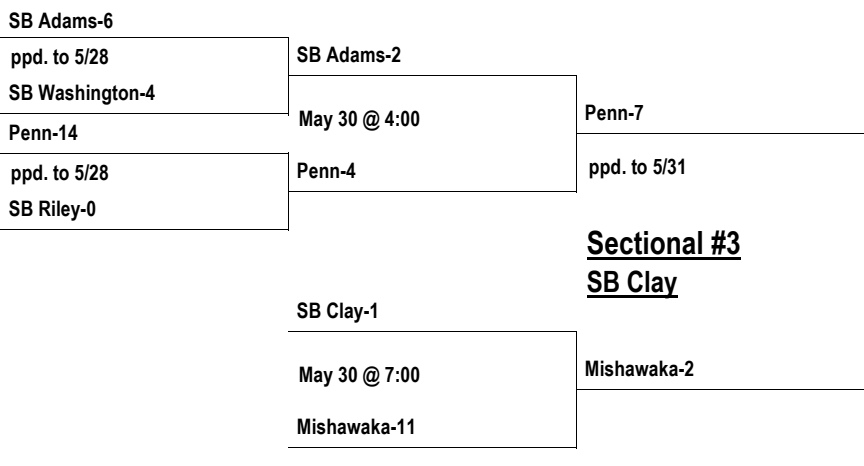 SB Adams-6
ppd. to 5/28
SB Washington-4
Penn-14
ppd. to 5/28
SB Riley-0
SB Adams-2
May 30 @ 4:00
Penn-4
SB Clay-1
May 30 @ 7:00
Mishawaka-11
Penn-7
ppd. to 5/31
Sectional #3
SB Clay
Mishawaka-2